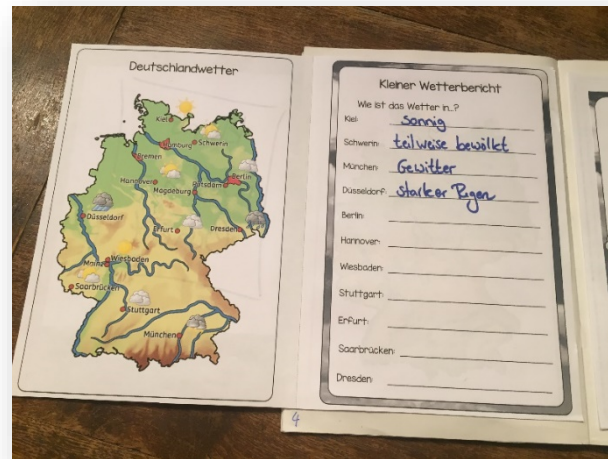 Deutschlandwetter
Kiel
Hamburg
Schwerin
Bremen
Hannover
Potsdam
Berlin
Magdeburg
Düsseldorf
Erfurt
Dresden
Wiesbaden
Mainz
Saarbrücken
Stuttgart
München
Kleiner Wetterbericht
Wie ist das Wetter in..?
Kiel: sonnig
Schwerin: teilweise bewölkt
München: Gewitter
Düsseldorf: starker Regen
Berlin:
Hannover:
Wiesbaden:
Stuttgart:
Erfurt:
Saarbrücken:
Dresden:
4